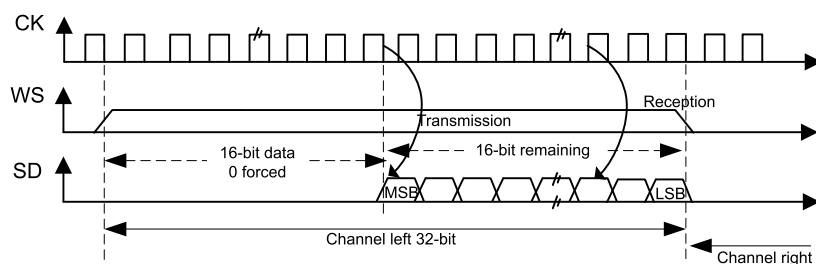 CK
WS
Transmission
Reception
16-bit data
0 forced
16-bit remaining
SD
MSB
LSB
Channel left 32-bit
Channel right